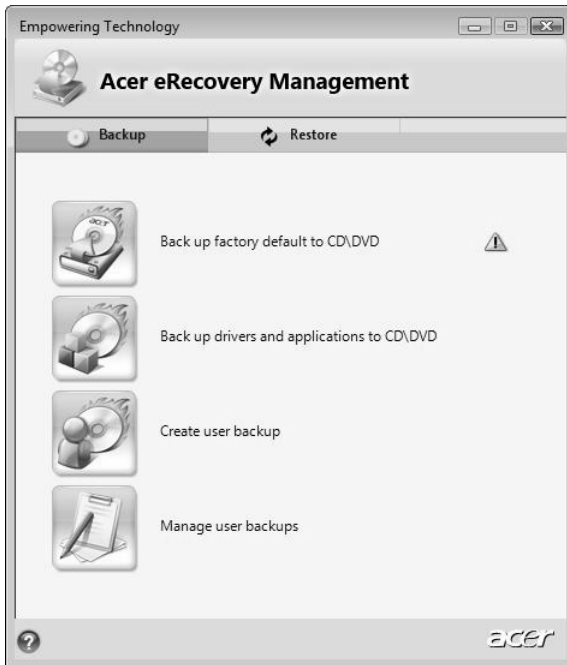 Empowering Technology
Acer eRecovery Management
Backup
Restore
acer
Back up factory default to CD\DVD
Back up drivers and applications to CD\DVD
Create user backup
Manage user backups
?
acer